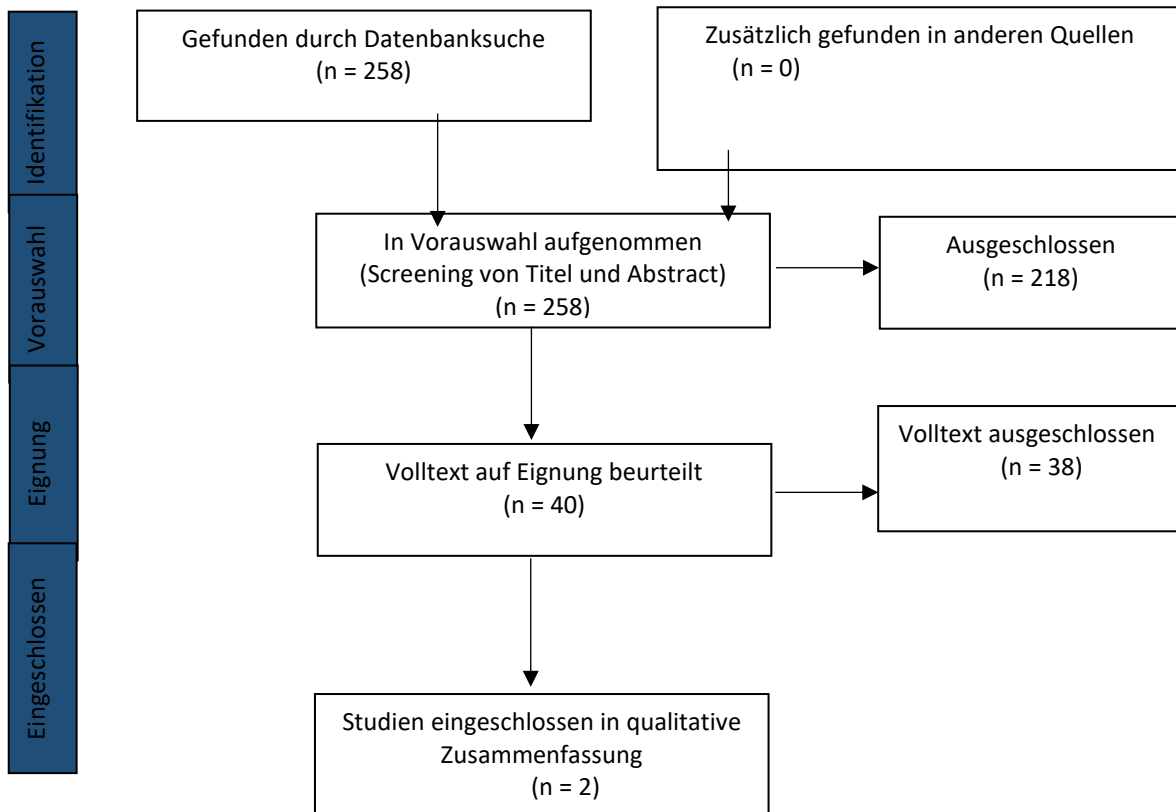 Identifikation
Gefunden durch Datenbanksuche
(n = 258)
Zusätzlich gefunden in anderen Quellen
(n = 0)
Vorauswahl
In Vorauswahl aufgenommen
(Screening von Titel und Abstract)
(n = 258)
Ausgeschlossen
(n = 218)
Eignung
Volltext auf Eignung beurteilt
(n = 40)
Volltext ausgeschlossen
(n = 38)
Eingeschlossen
Studien eingeschlossen in qualitative
Zusammenfassung
(n = 2)